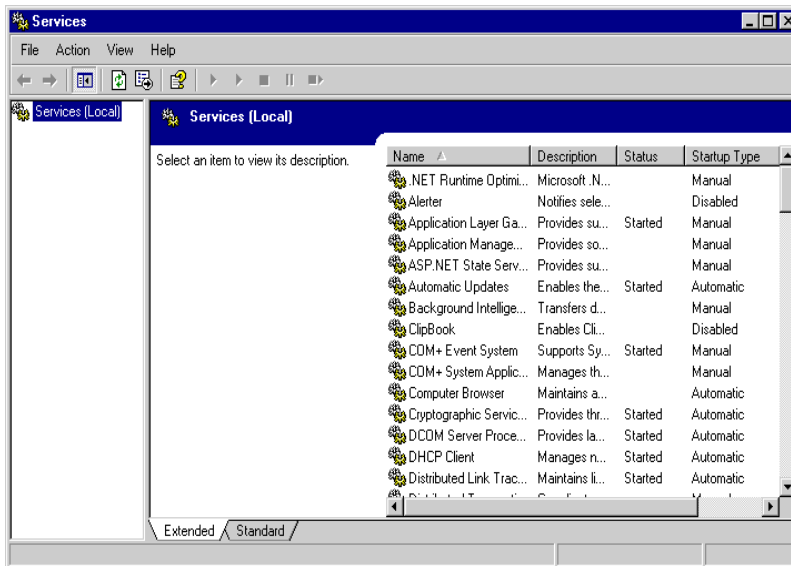 Services
File Action View Help
Services (Local)
Services (Local)
Select an item to view its description.
Name Description Status Startup Type
.NET Runtime Optimi... Microsoft .N... Manual
Alerter Notifies sele... Disabled
Application Layer Ga... Provides su... Started Manual
Application Manage... Provides so... Manual
ASP.NET State Serv... Provides su... Manual
Automatic Updates Enables the... Started Automatic
Background Intellige... Transfers d... Manual
ClipBook Enables Cli... Disabled
COM+ Event System Supports Sy... Started Manual
COM+ System Applic... Manages th... Manual
Computer Browser Maintains a... Automatic
Cryptographic Servic... Provides thr... Started Automatic
DCOM Server Proce... Provides la... Started Automatic
DHCP Client Manages n... Started Automatic
Distributed Link Trac... Maintains li... Started Automatic
Extended Standard